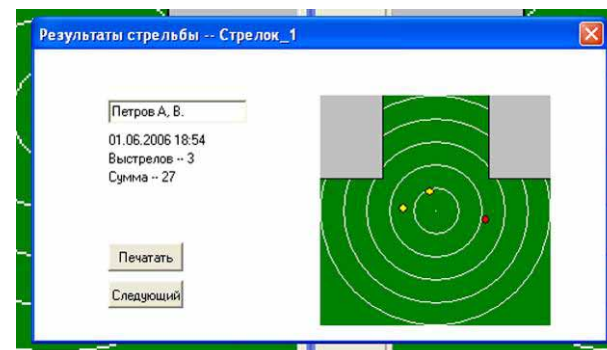 Результаты стрельбы -- Стрелок_1
Петров А, В.
01.06.2006 18:54
Выстрелов -- 3
Сумма -- 27
Печатать
Следующий